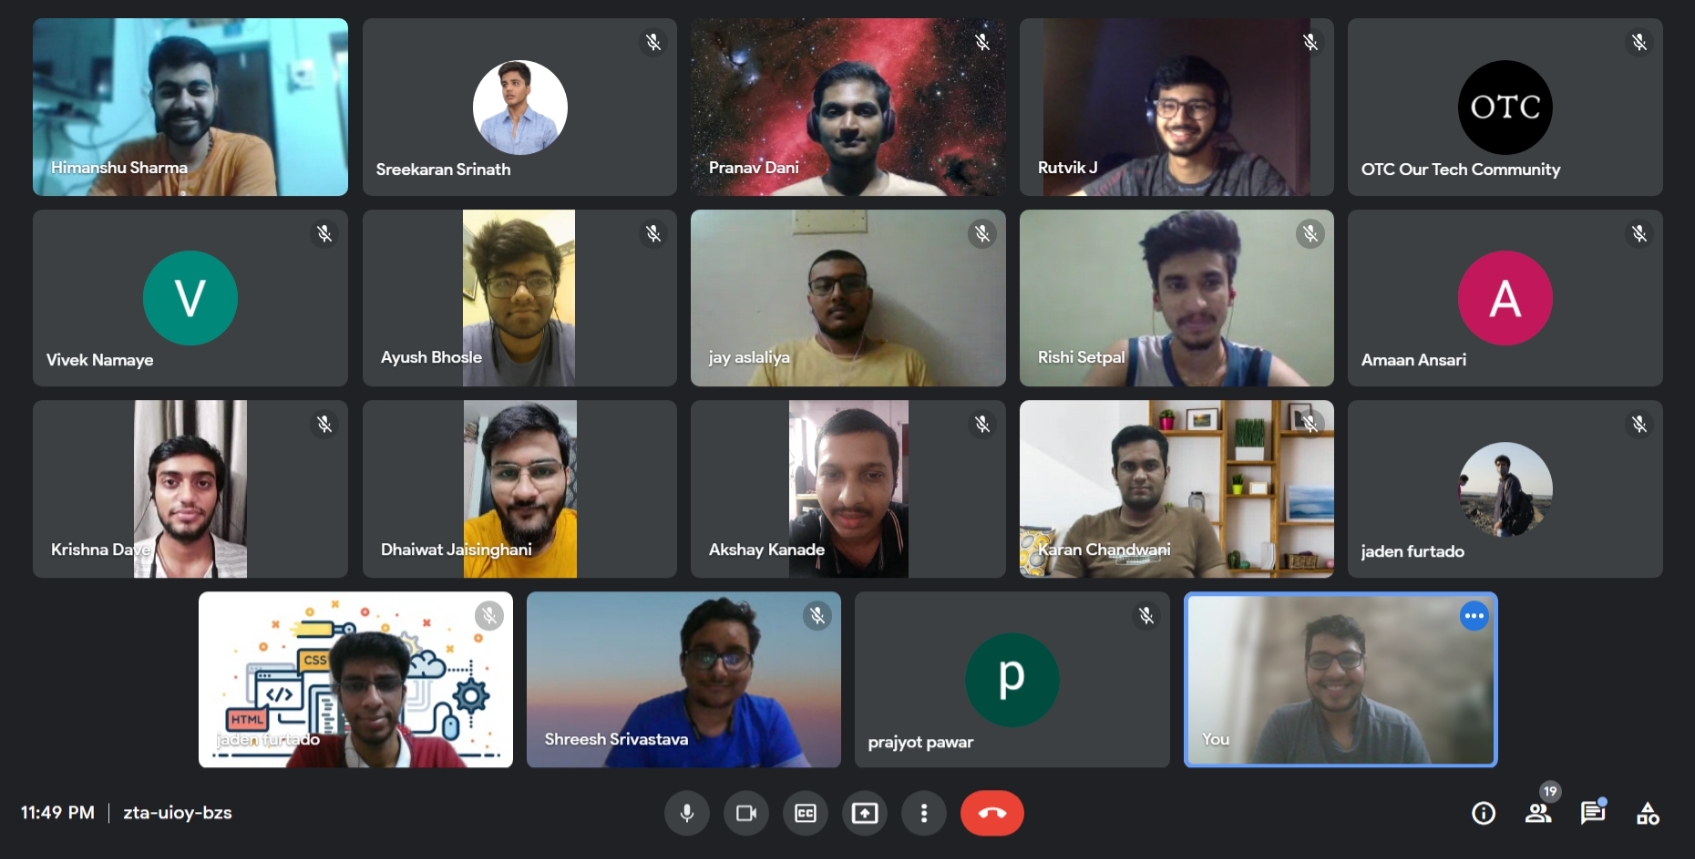 Himanshu Sharma
Sreekaran Srinath
Pranav Dani
Rutvik J
OTC
OTC Our Tech Community
V
Vivek Namaye
Ayush Bhosle
jay aslaliya
Rishi Setpal
A
Amaan Ansari
Krishna Dave
Dhaiwat Jaisinghani
Akshay Kanade
Karan Chandwani
jaden furtado
CSS
</>
HTML
jaden furtado
Shreesh Srivastava
p
prajyot pawar
You
11:49 PM | zta-uioy-bzs
CC
19